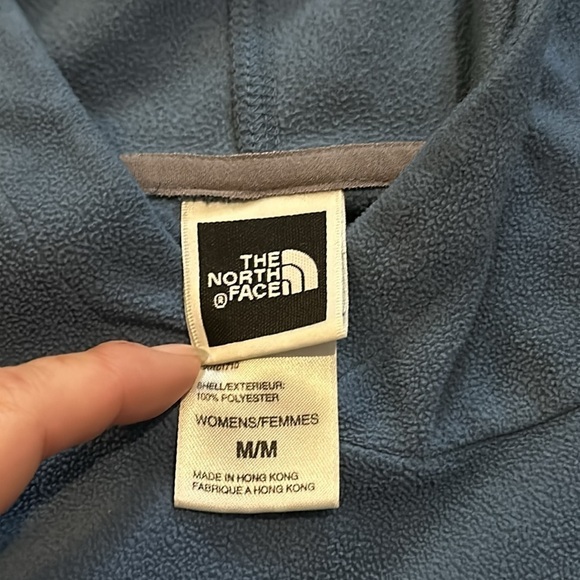 THE
NORTH
® FACE
SHELL/EXTERIEUR:
100% POLYESTER
WOMENS/FEMMES
M/M
MADE IN HONG KONG
FABRIQUE A HONG KONG